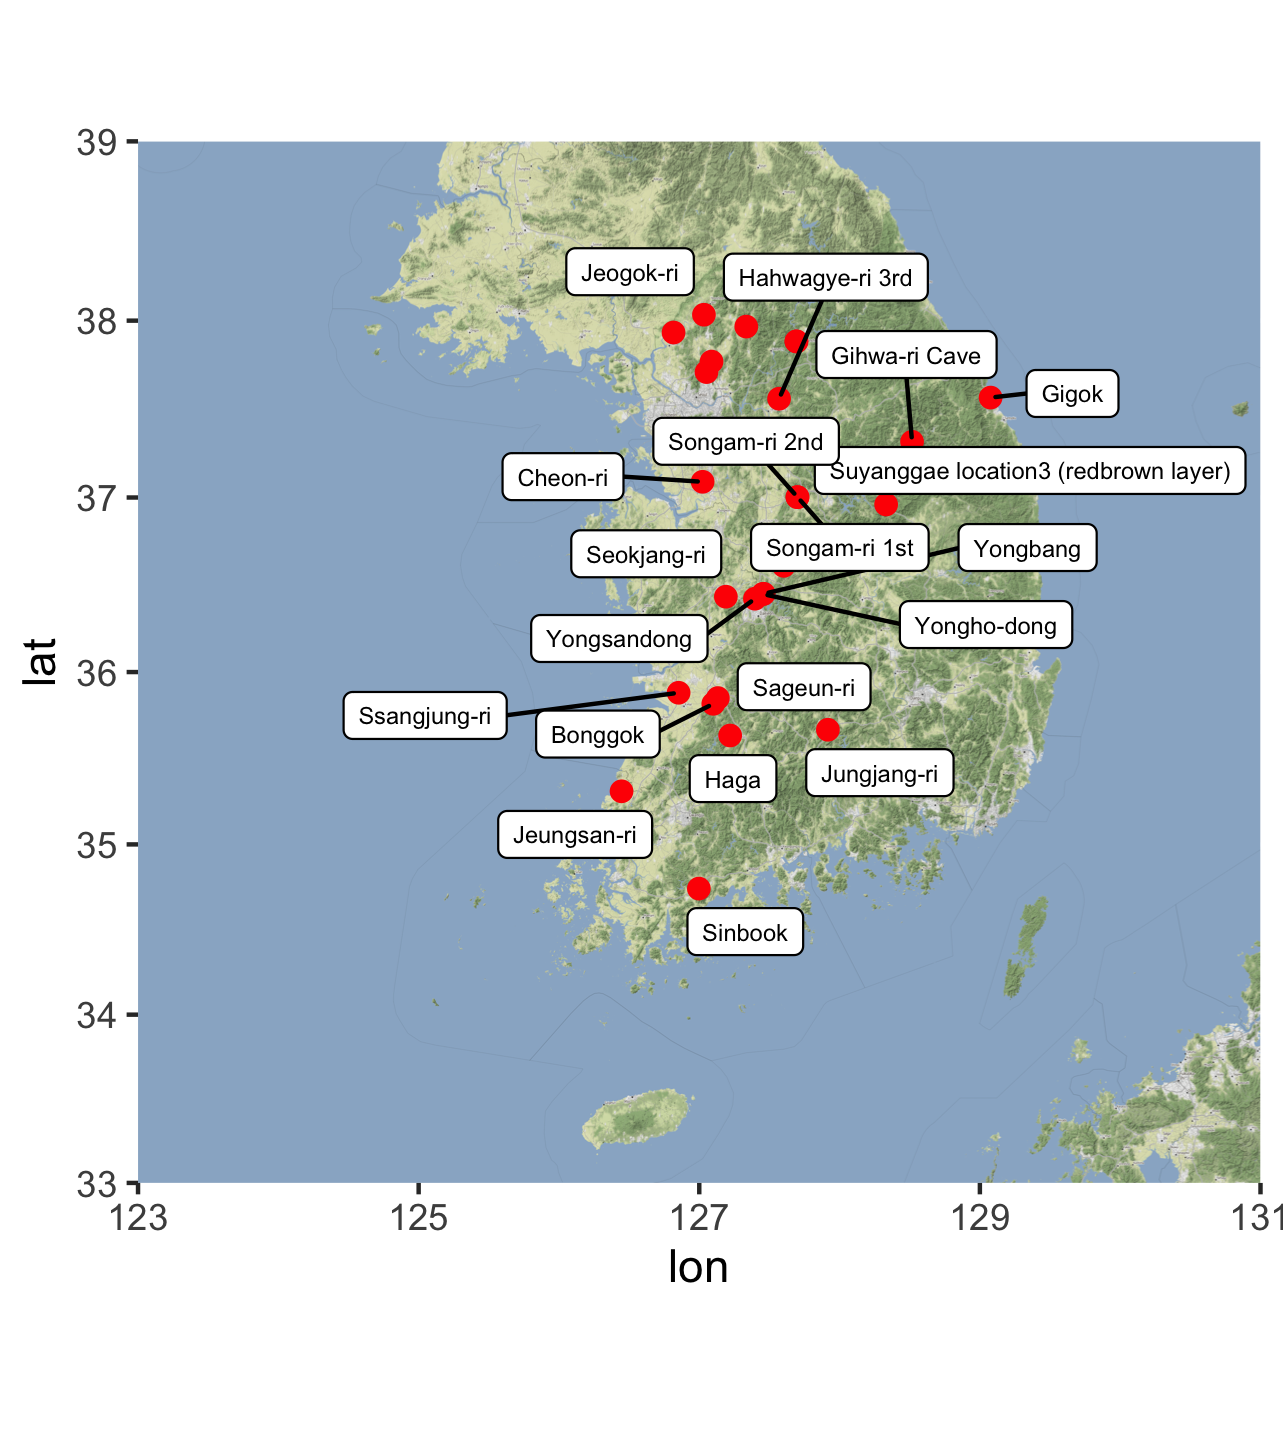 39
38
37
36
35
34
33
lat
Jeogok-ri
Hahwagye-ri 3rd
Gihwa-ri Cave
Gigok
Songam-ri 2nd
Suyanggae location3 (redbrown layer)
Cheon-ri
Songam-ri 1st
Yongbang
Seokjang-ri
Yongho-dong
Yongsandong
Sageun-ri
Ssangjung-ri
Bonggok
Jungjang-ri
Haga
Jeungsan-ri
Sinbook
123
125
127
129
131
lon